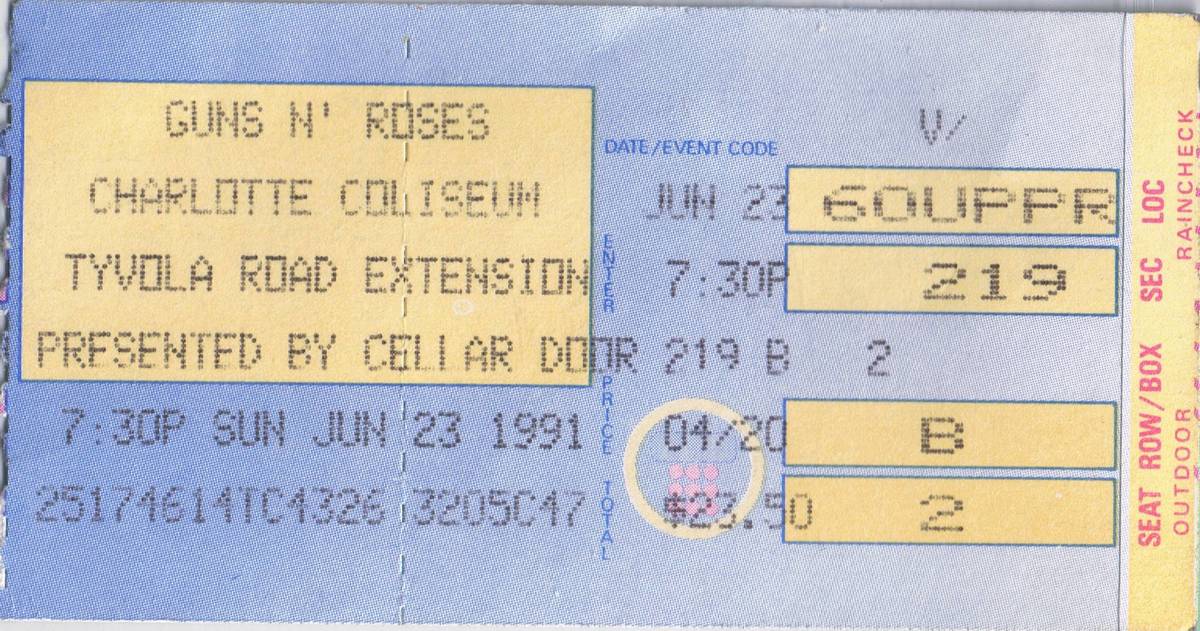 GUNS N' ROSES
CHARLOTTE COLISEUM
TYVOLA ROAD EXTENSION
PRESENTED BY CELLAR DOOR 219 B 2
7:30P SUN JUN 23 1991
25174614TC4326 3205C47
V/
DATE/EVENT CODE
JUN 23
7:30P
04/20
$23.50
ENTER
PRICE
TOTAL
60UPFR
219
B
2
SEAT ROW/BOX SEC LOC
OUTDOOR RAINCHECK